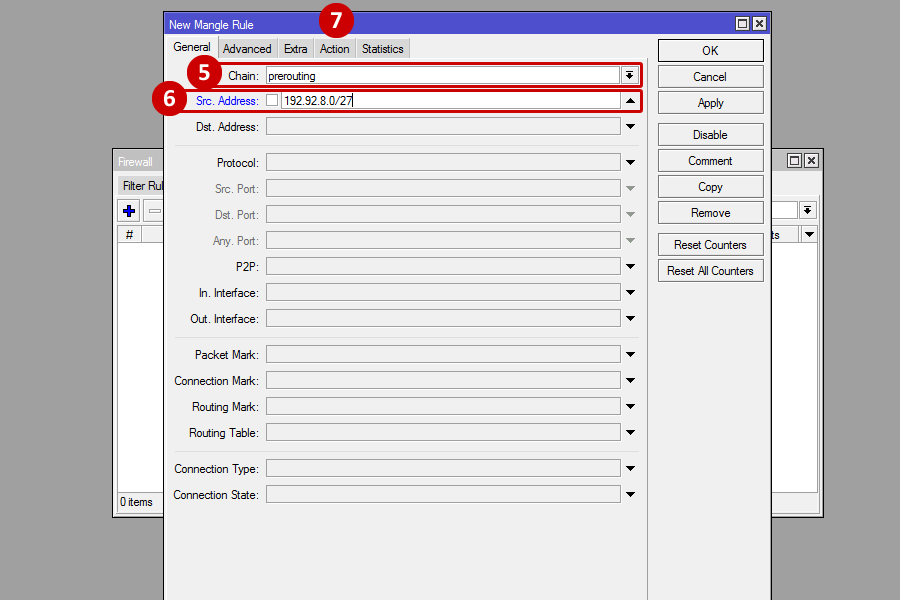 7
New Mangle Rule
General Advanced Extra Action Statistics
5
Chain: prerouting
6
Src. Address: 192.92.8.0/27
Dst. Address:
Protocol:
Src. Port:
Dst. Port:
Any. Port:
P2P:
In. Interface:
Out. Interface:
Packet Mark:
Connection Mark:
Routing Mark:
Routing Table:
Connection Type:
Connection State:
OK
Cancel
Apply
Disable
Comment
Copy
Remove
Reset Counters
Reset All Counters
Firewall
Filter Rul
#
0 items